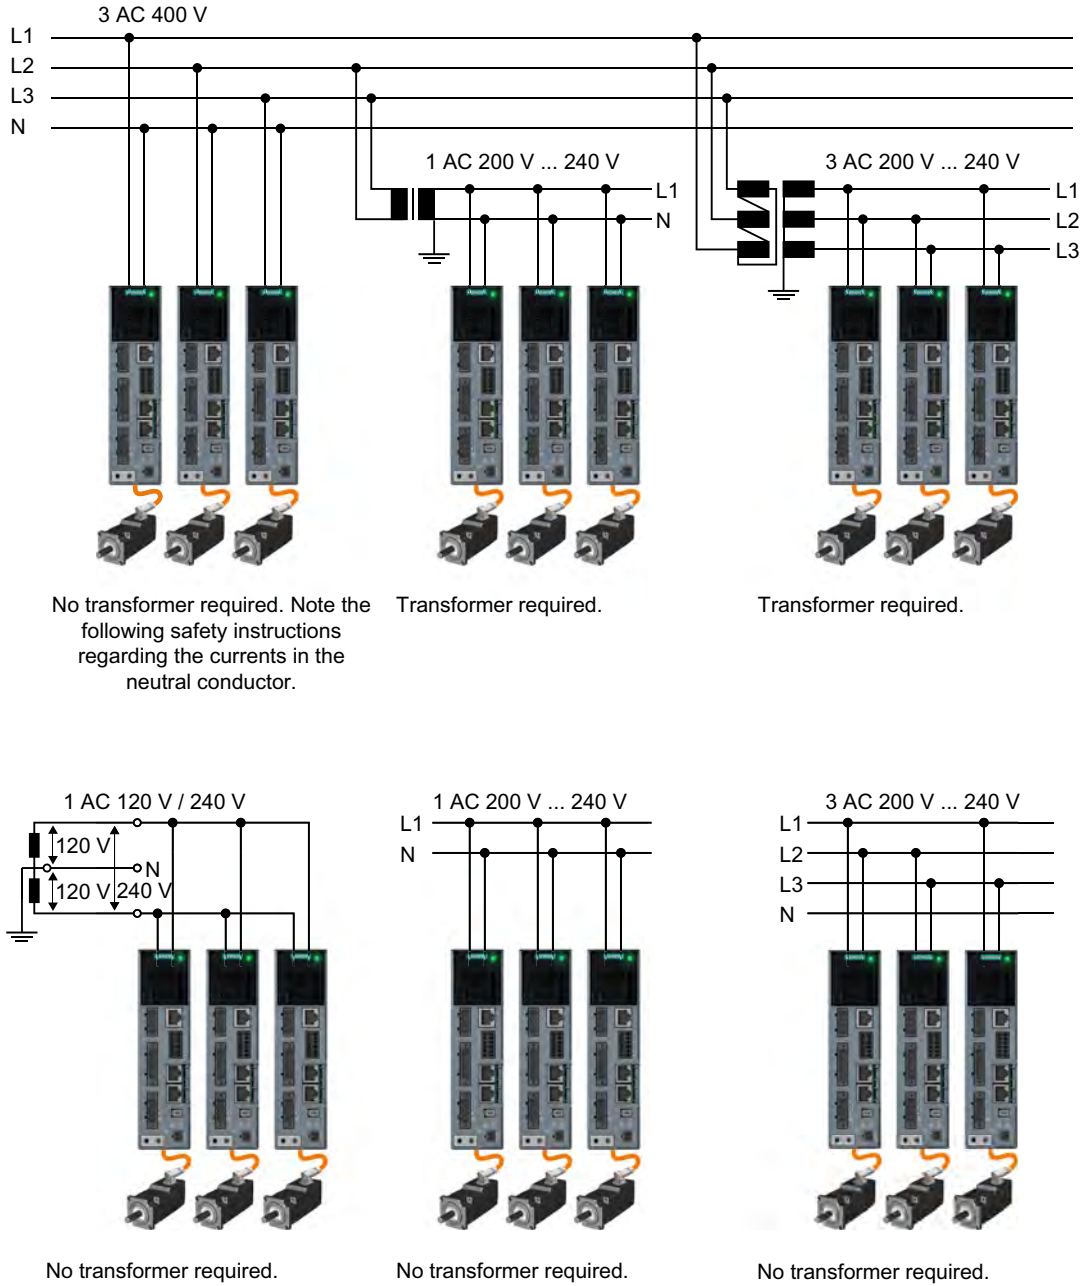 3 AC 400 V
L1
L2
L3
N
1 AC 200 V ... 240 V
L1
N
3 AC 200 V ... 240 V
L1
L2
L3
No transformer required. Note the
following safety instructions
regarding the currents in the
neutral conductor.
Transformer required.
Transformer required.
1 AC 120 V / 240 V
120 V
N
120 V
240 V
1 AC 200 V ... 240 V
L1
N
3 AC 200 V ... 240 V
L1
L2
L3
N
No transformer required.
No transformer required.
No transformer required.